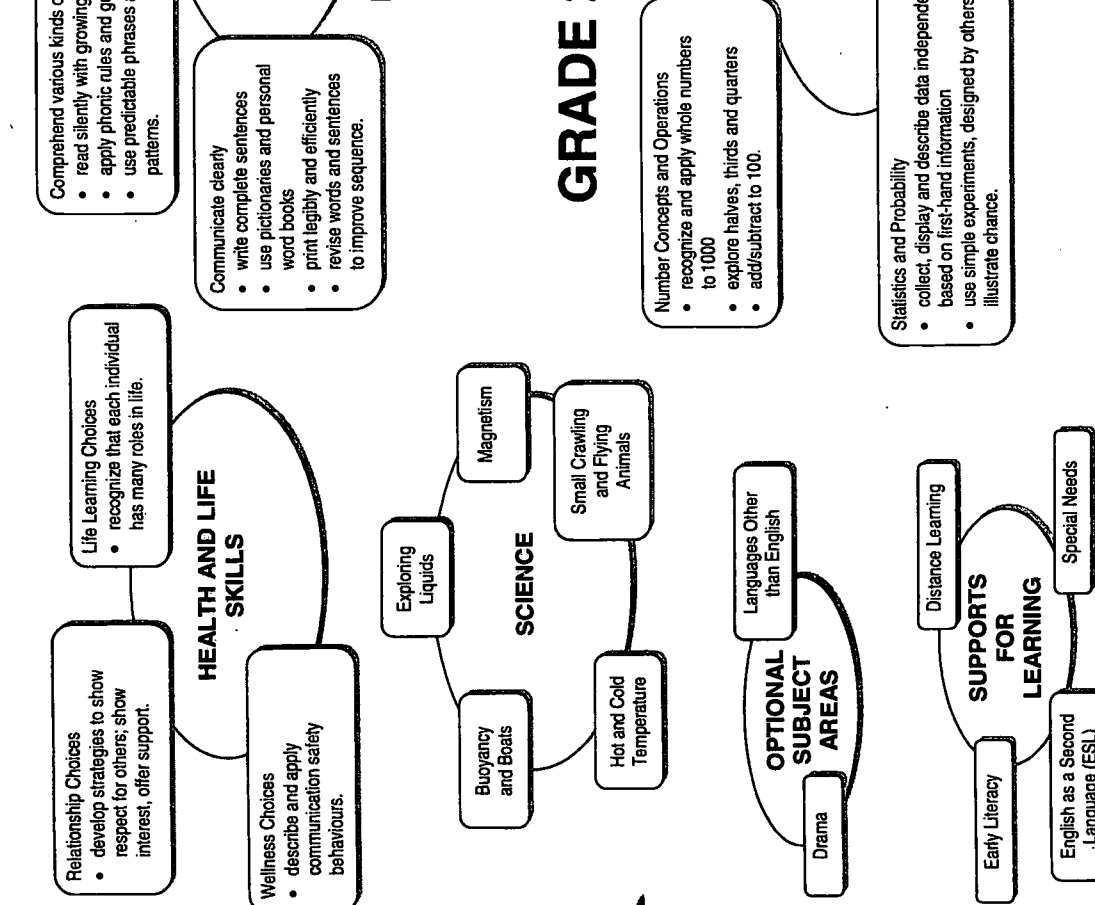 Relationship Choices
• develop strategies to show
respect for others; show
interest, offer support.
Life Learning Choices
• recognize that each individual
has many roles in life.
HEALTH AND LIFE
SKILLS
Wellness Choices
• describe and apply
communication safety
behaviours.
Exploring
Liquids
Buoyancy
and Boats
Magnetism
SCIENCE
Hot and Cold
Temperature
Small Crawling
and Flying
Animals
Languages Other
than English
OPTIONAL
SUBJECT
AREAS
Drama
Distance Learning
SUPPORTS
FOR
LEARNING
Early Literacy
Special Needs
English as a Second
Language (ESL)
Comprehend various kinds
• read silently with growing
• apply phonic rules and
• use predictable phrases
patterns.
Communicate clearly
• write complete sentences
• use pictionaries and personal
word books
• print legibly and efficiently
• revise words and sentences
to improve sequence.
GRADE
Number Concepts and Operations
• recognize and apply whole numbers
to 1000
• explore halves, thirds and quarters
• add/subtract to 100.
Statistics and Probability
• collect, display and describe data
based on first-hand information
• use simple experiments, designed by others
illustrate chance.